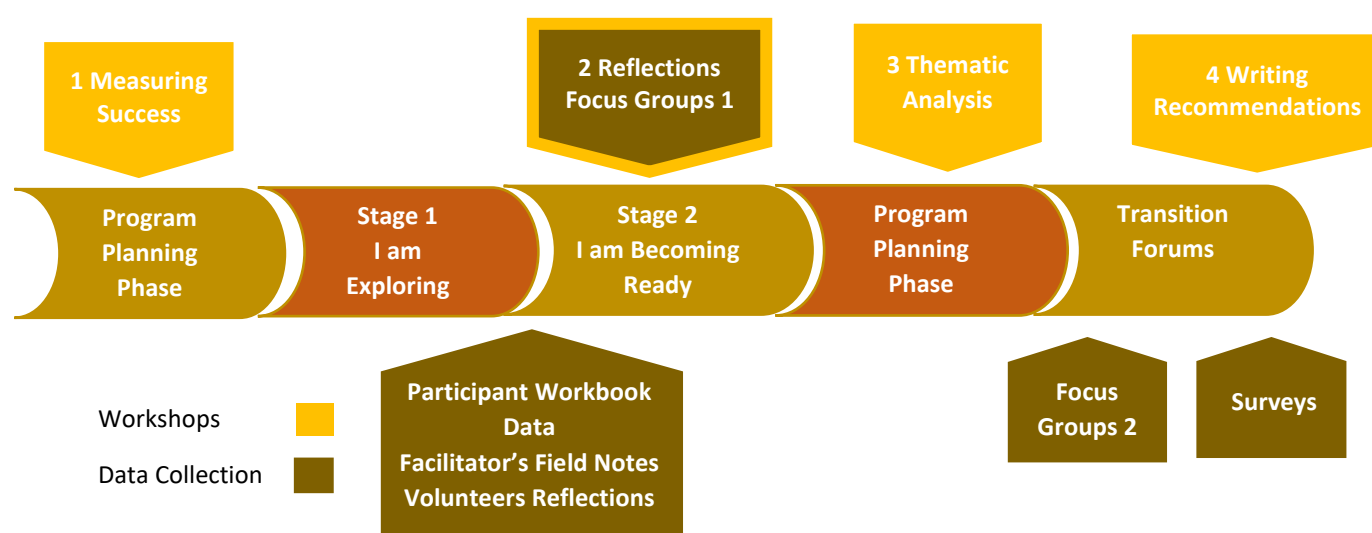 1 Measuring
Success
2 Reflections
Focus Groups 1
3 Thematic
Analysis
4 Writing
Recommendations
Program
Planning
Phase
Stage 1
I am
Exploring
Stage 2
I am Becoming
Ready
Program
Planning
Phase
Transition
Forums
Participant Workbook
Data
Facilitator’s Field Notes
Volunteers Reflections
Focus
Groups 2
Surveys
Workshops
Data Collection